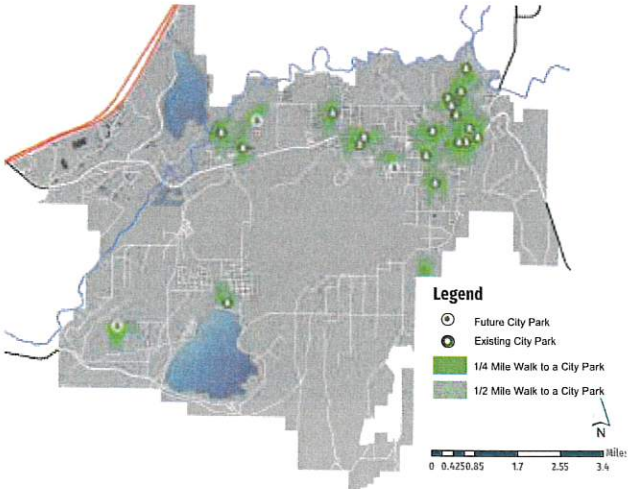 Legend
Future City Park
Existing City Park
1/4 Mile Walk to a City Park
1/2 Mile Walk to a City Park
N
Miles
0 0.425 0.85 1.7 2.55 3.4